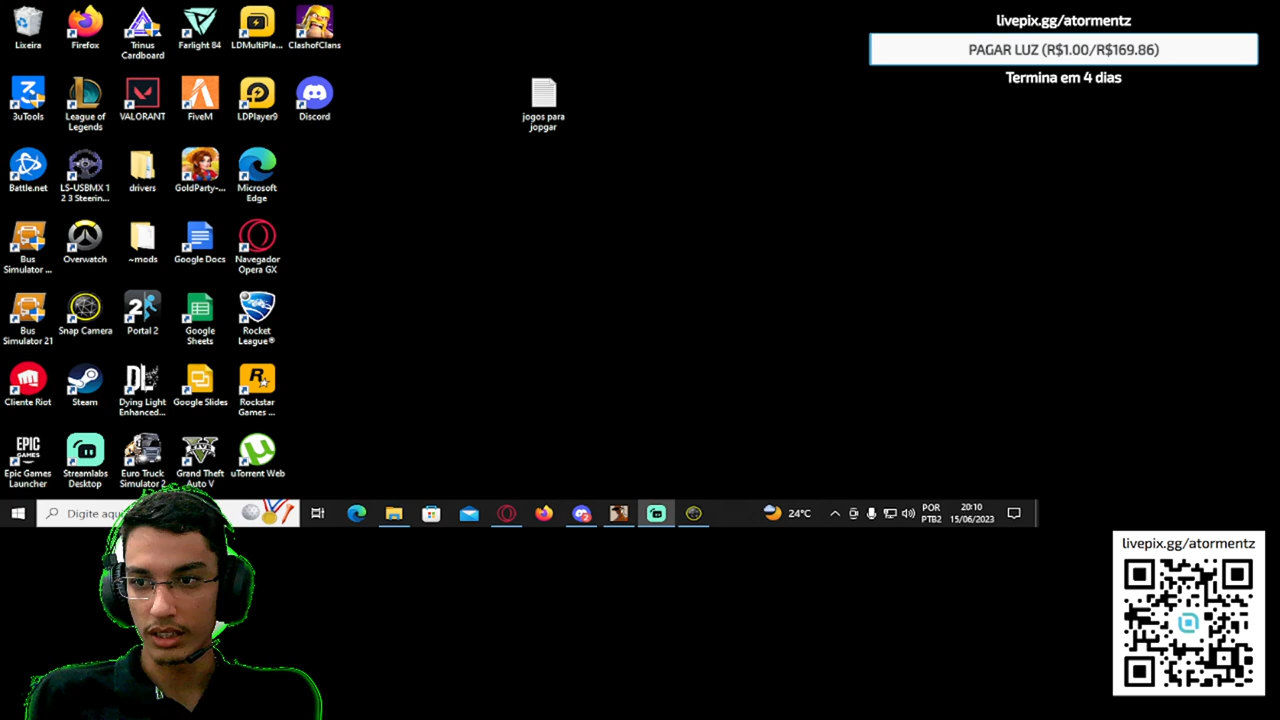 livepix.gg/atormentz
PAGAR LUZ (R$1.00/R$169.86)
Termina em 4 dias
Lixeira
Firefox
Trinus
Cardboard
Farlight 84
LDMultiPla...
ClashofClans
3uTools
League of
Legends
VALORANT
FiveM
LDPlayer9
Discord
jogos para
jopgar
Battle.net
LS-USBMX 1
2 3 Steerin...
drivers
GoldParty-...
Microsoft
Edge
Bus
Simulator ...
Overwatch
~mods
Google Docs
Navegador
Opera GX
Bus
Simulator 21
Snap Camera
2
Portal 2
Google
Sheets
Rocket
League®
Cliente Riot
Steam
DL
Dying Light
Enhanced...
Google Slides
R
Rockstar
Games ...
EPIC
GAMES
Epic Games
Launcher
Streamlabs
Desktop
Euro Truck
Simulator 2
V
Grand Theft
Auto V
uTorrent Web
Digite aqu
24°C
POR
PTB2
20:10
15/06/2023
livepix.gg/atormentz